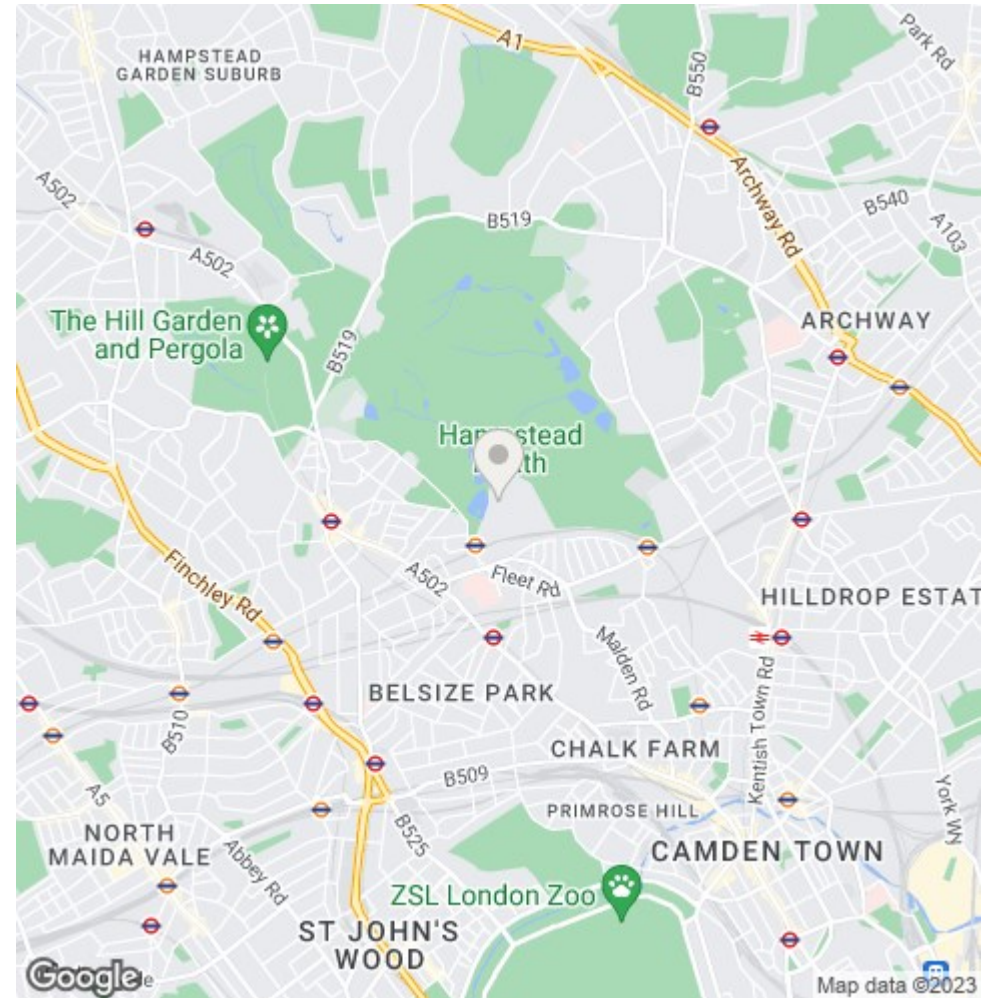 HAMPSTEAD
GARDEN SUBURB
A1
B550
Park Rd
A502
A502
B519
Archway Rd
B540
A103
The Hill Garden
and Pergola
B519
ARCHWAY
Hampstead
Heath
Finchley Rd
A502
Fleet Rd
HILLDROP ESTAT
Malden Rd
BELSIZE PARK
Kentish Town Rd
B510
CHALK FARM
B509
A5
PRIMROSE HILL
York Wy
NORTH
MAIDA VALE
B525
Abbey Rd
CAMDEN TOWN
ZSL London Zoo
ST JOHN'S
WOOD
Google
Map data ©2023